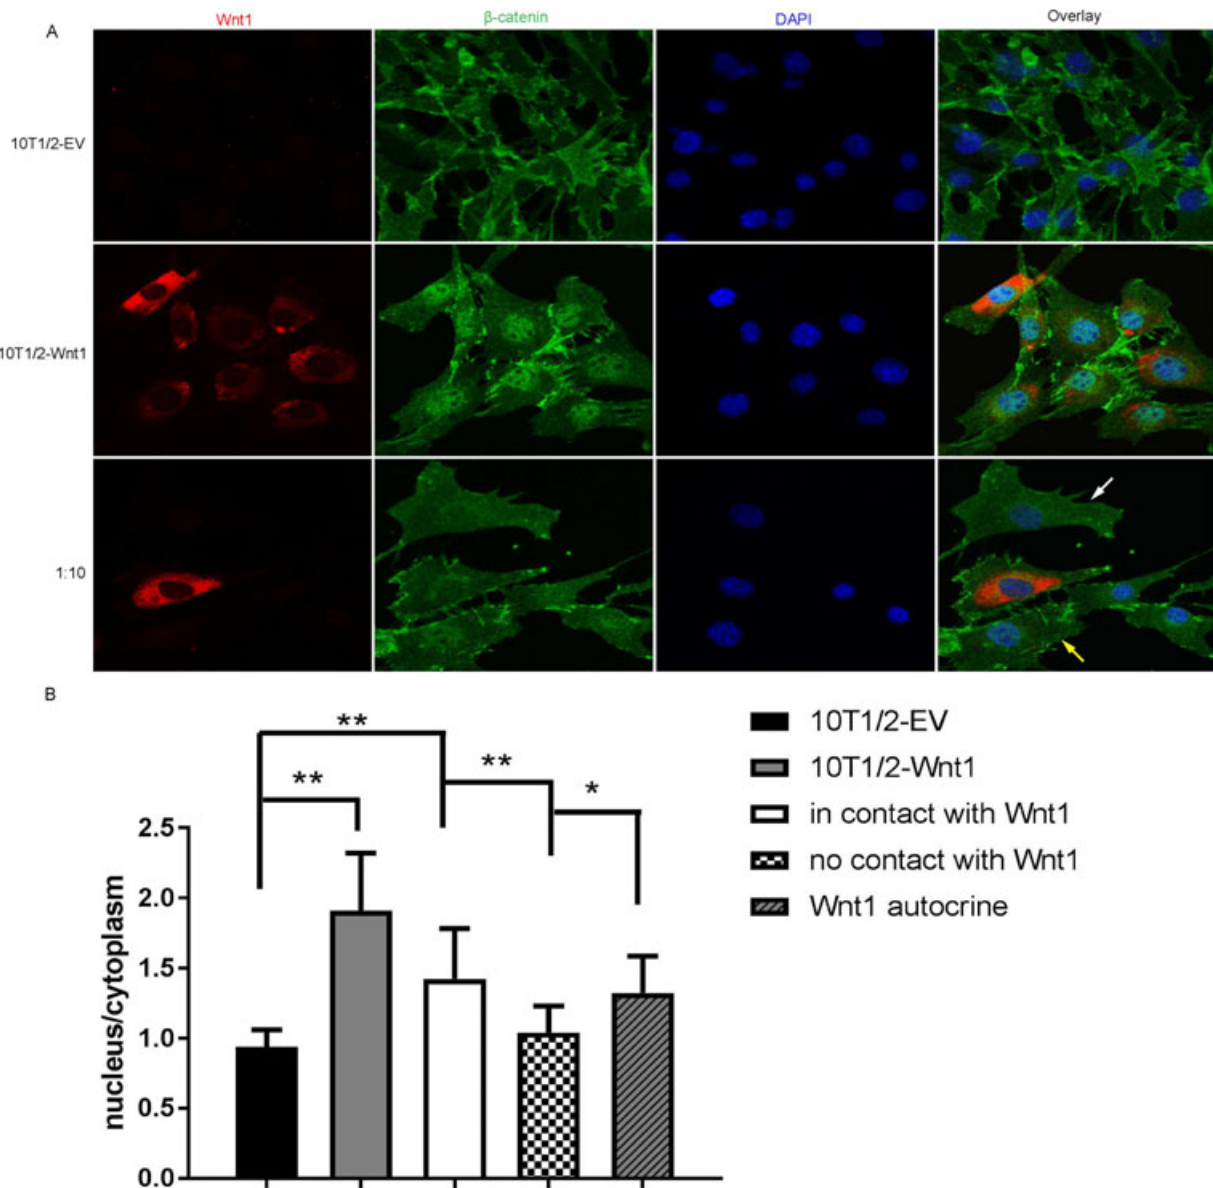 Wnt1 β-catenin DAPI Overlay
A
10T1/2-EV
10T1/2-Wnt1
1:10
B
**
** ** *
2.5
2.0
1.5
1.0
0.5
0.0
nucleus/cytoplasm
10T1/2-EV
10T1/2-Wnt1
in contact with Wnt1
no contact with Wnt1
Wnt1 autocrine